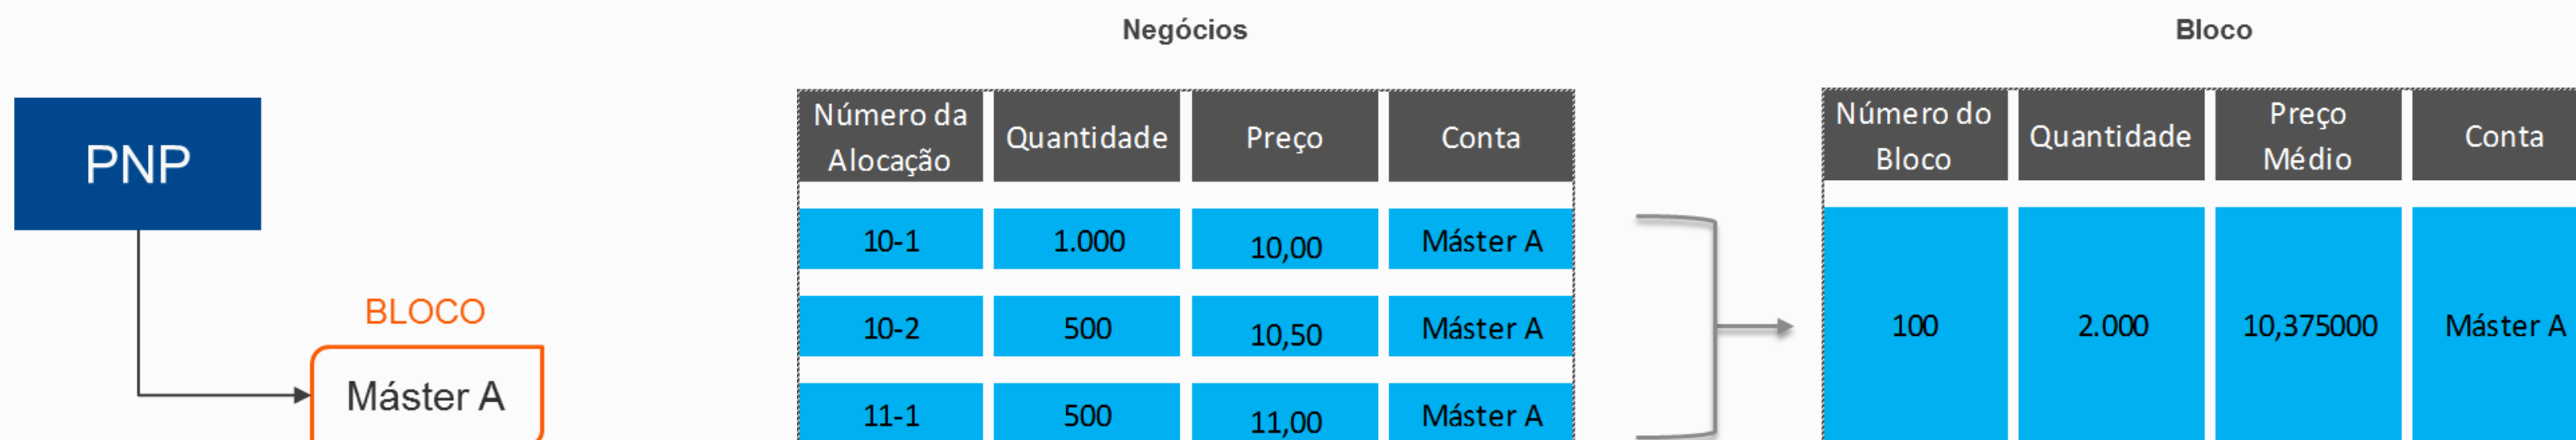 Negócios
Bloco
PNP
BLOCO
Máster A
Número da Alocação Quantidade Preço Conta
10-1 1.000 10,00 Máster A
10-2 500 10,50 Máster A
11-1 500 11,00 Máster A
Número do Bloco Quantidade Preço Médio Conta
100 2.000 10,375000 Máster A